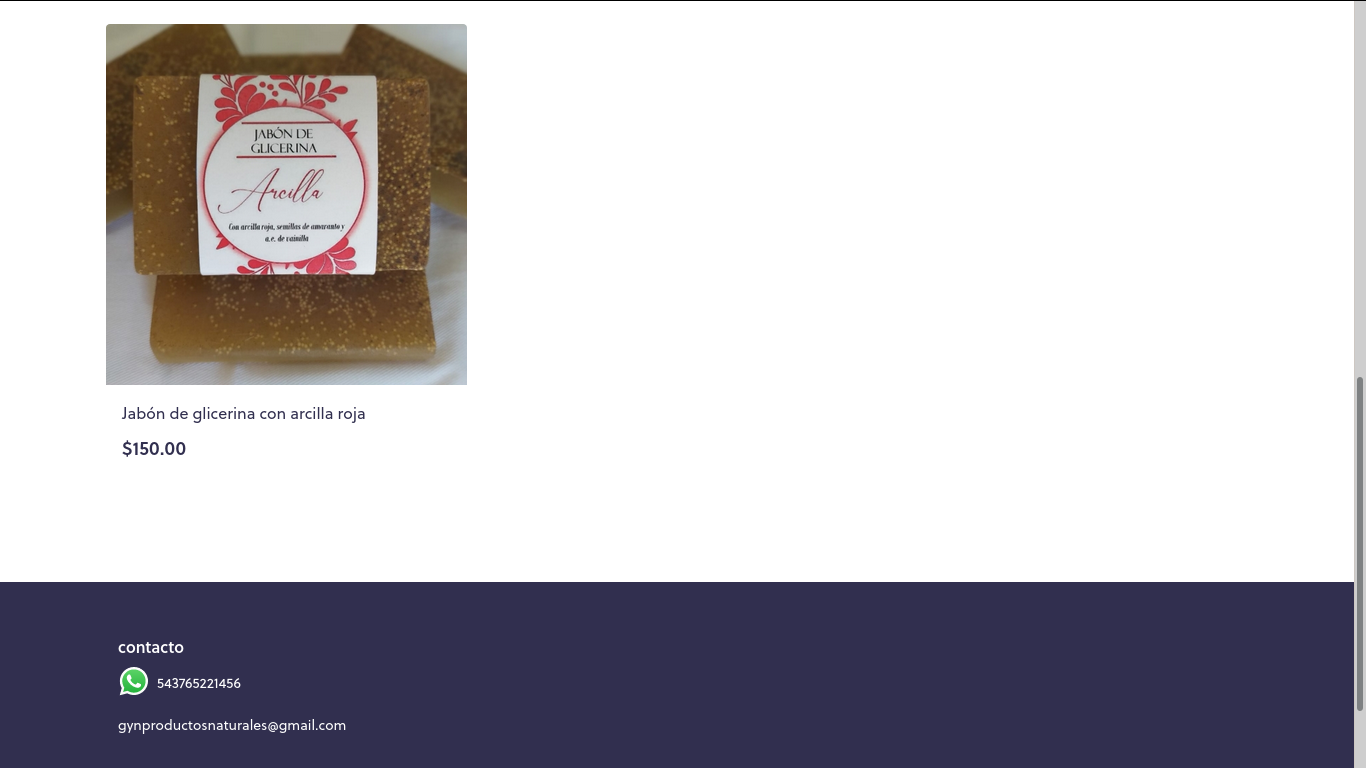 JABÓN DE
GLICERINA
Arcilla
Con arcilla roja, semillas de amaranto y
a.e. de vainilla
Jabón de glicerina con arcilla roja
$150.00
contacto
543765221456
gynproductosnaturales@gmail.com